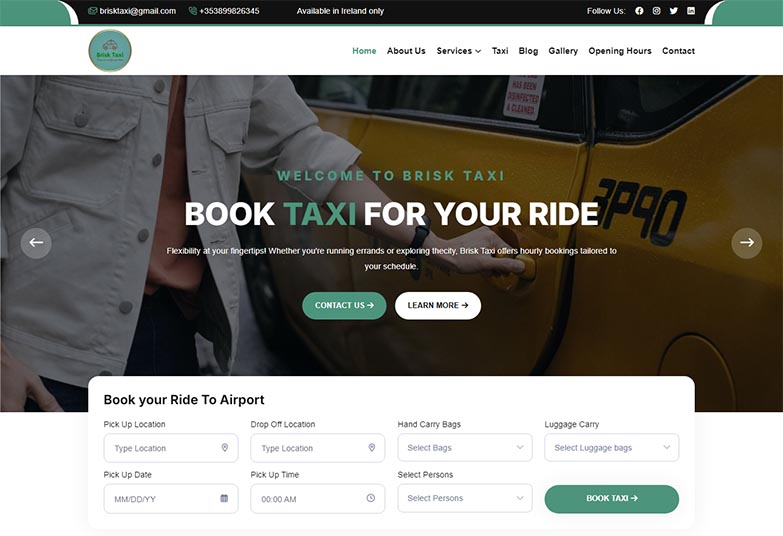 brisktaxi@gmail.com +353899826345 Available in Ireland only Follow Us:
Brisk Taxi
Home About Us Services Taxi Blog Gallery Opening Hours Contact
HAS BEEN
DISINFECTED
& CLEANED.
3P90
WELCOME TO BRISK TAXI
BOOK TAXI FOR YOUR RIDE
Flexibility at your fingertips! Whether you're running errands or exploring thecity, Brisk Taxi offers hourly bookings tailored to
your schedule.
CONTACT US → LEARN MORE →
Book your Ride To Airport
Pick Up Location Drop Off Location Hand Carry Bags Luggage Carry
Type Location Type Location Select Bags Select Luggage bags
Pick Up Date Pick Up Time Select Persons
MM/DD/YY 00:00 AM Select Persons BOOK TAXI →